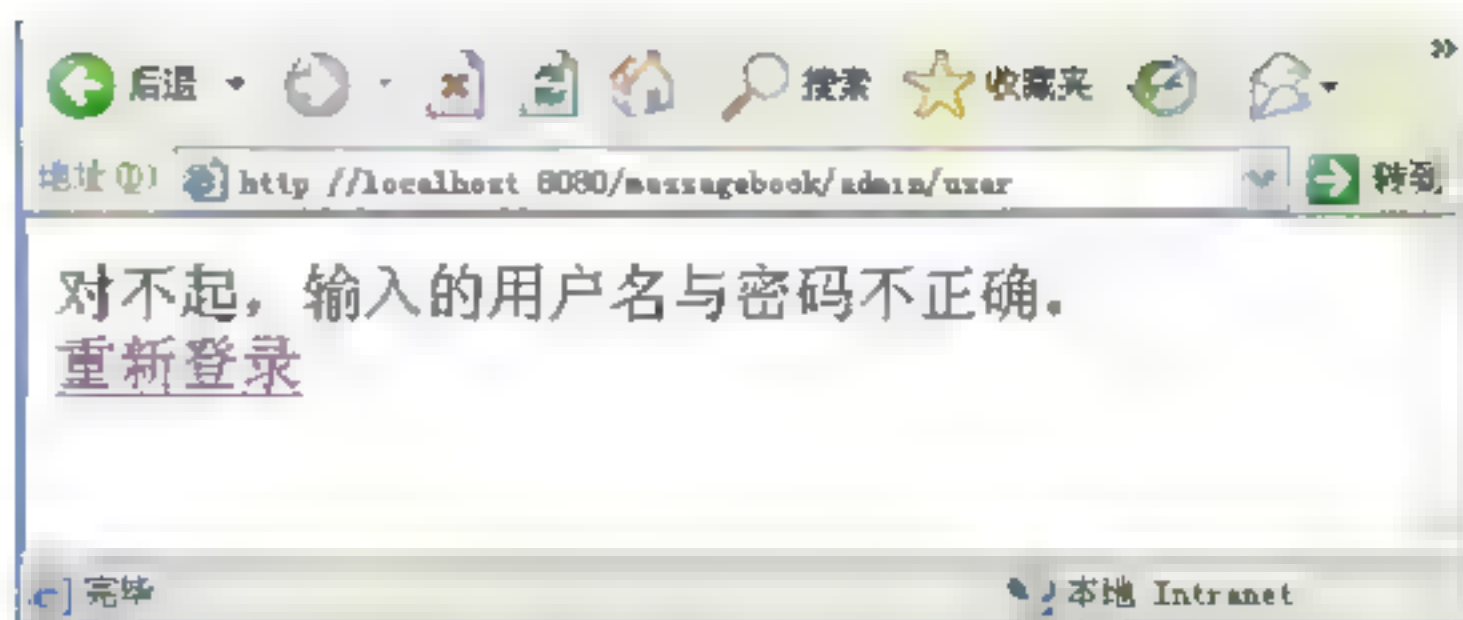 后退 搜索 收藏夹 »
地址(D) http://localhost:8080/messagebook/admin/user 转到
对不起，输入的用户名与密码不正确。
重新登录
完毕 本地 Intranet